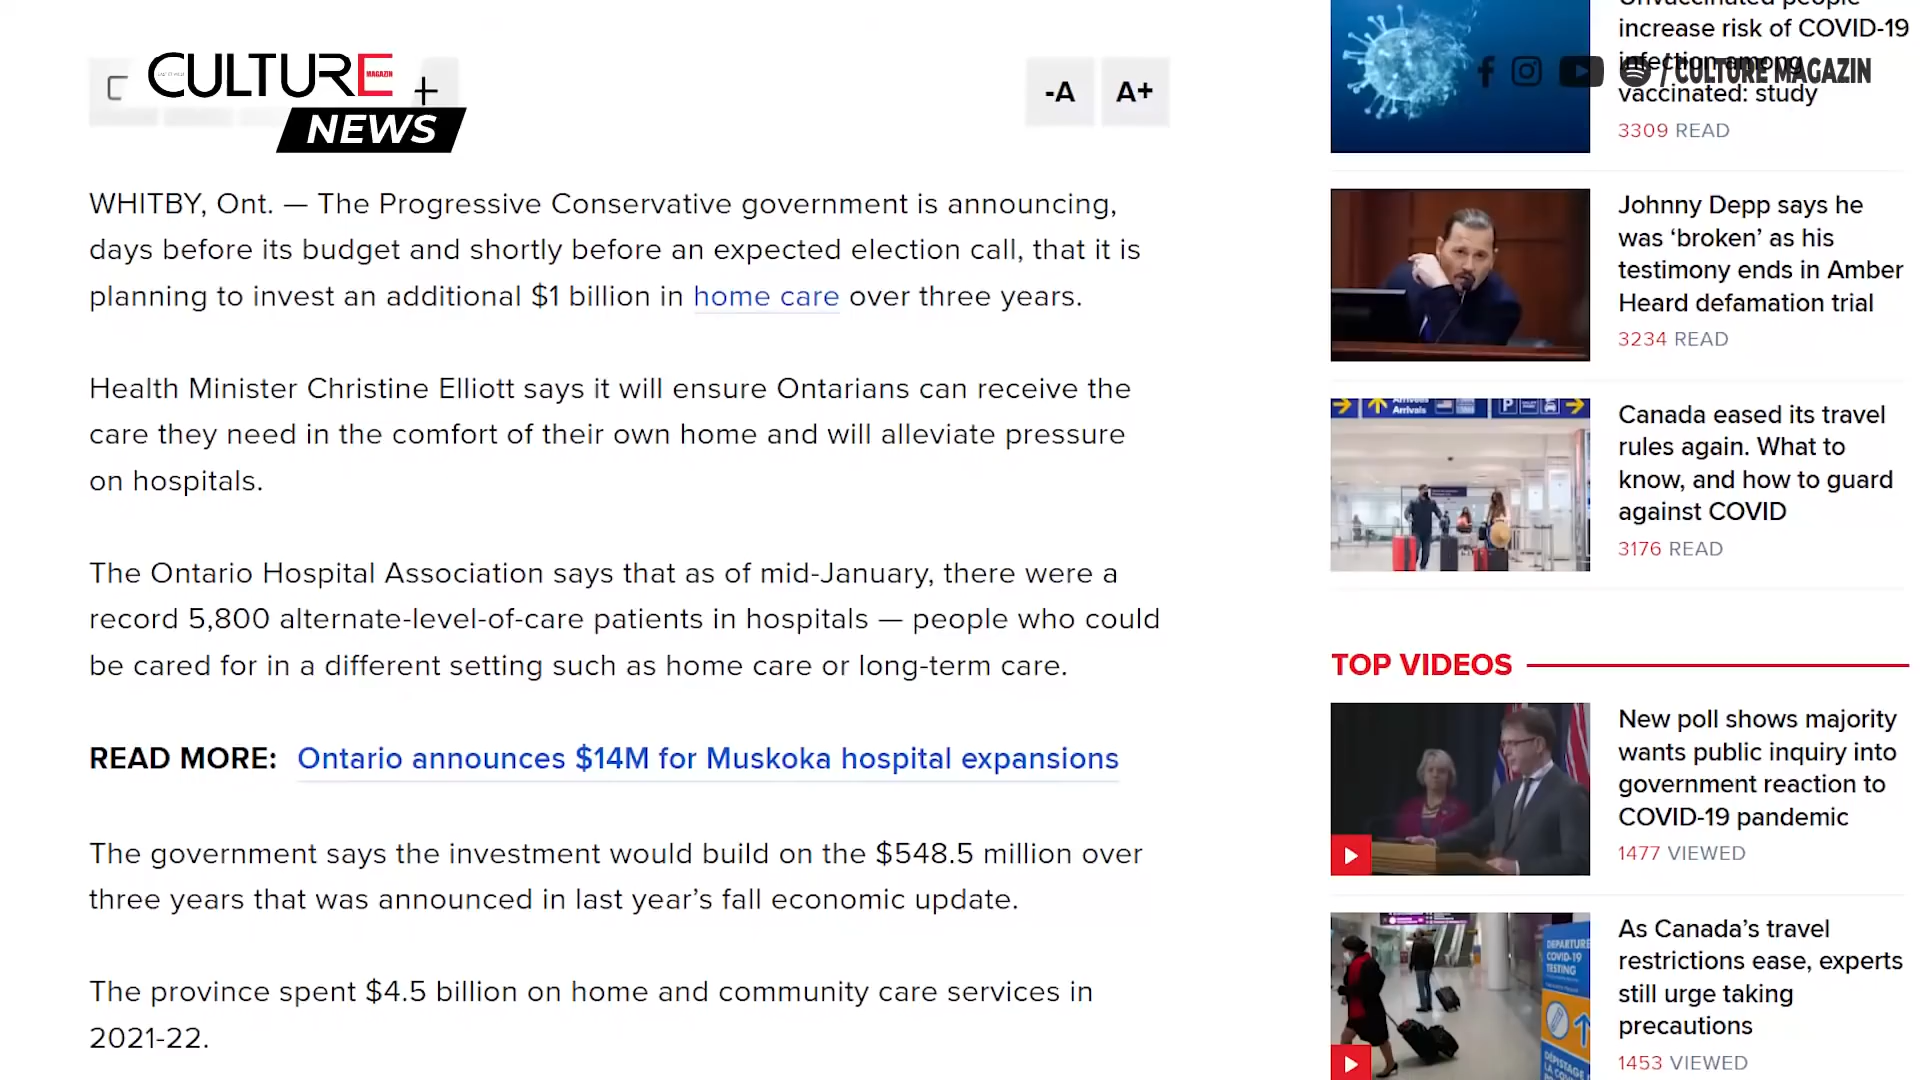 CULTURE
MAGAZIN
NEWS
+
-A A+
/ CULTURE MAGAZIN
WHITBY, Ont. — The Progressive Conservative government is announcing,
days before its budget and shortly before an expected election call, that it is
planning to invest an additional $1 billion in home care over three years.
Health Minister Christine Elliott says it will ensure Ontarians can receive the
care they need in the comfort of their own home and will alleviate pressure
on hospitals.
The Ontario Hospital Association says that as of mid-January, there were a
record 5,800 alternate-level-of-care patients in hospitals — people who could
be cared for in a different setting such as home care or long-term care.
READ MORE: Ontario announces $14M for Muskoka hospital expansions
The government says the investment would build on the $548.5 million over
three years that was announced in last year’s fall economic update.
The province spent $4.5 billion on home and community care services in
2021-22.
Unvaccinated people
increase risk of COVID-19
infection among
vaccinated: study
3309 READ
Johnny Depp says he
was ‘broken’ as his
testimony ends in Amber
Heard defamation trial
3234 READ
Arrivals
P
Canada eased its travel
rules again. What to
know, and how to guard
against COVID
3176 READ
TOP VIDEOS
New poll shows majority
wants public inquiry into
government reaction to
COVID-19 pandemic
1477 VIEWED
DEPARTURE
COVID-19
TESTING
As Canada’s travel
restrictions ease, experts
still urge taking
precautions
1453 VIEWED